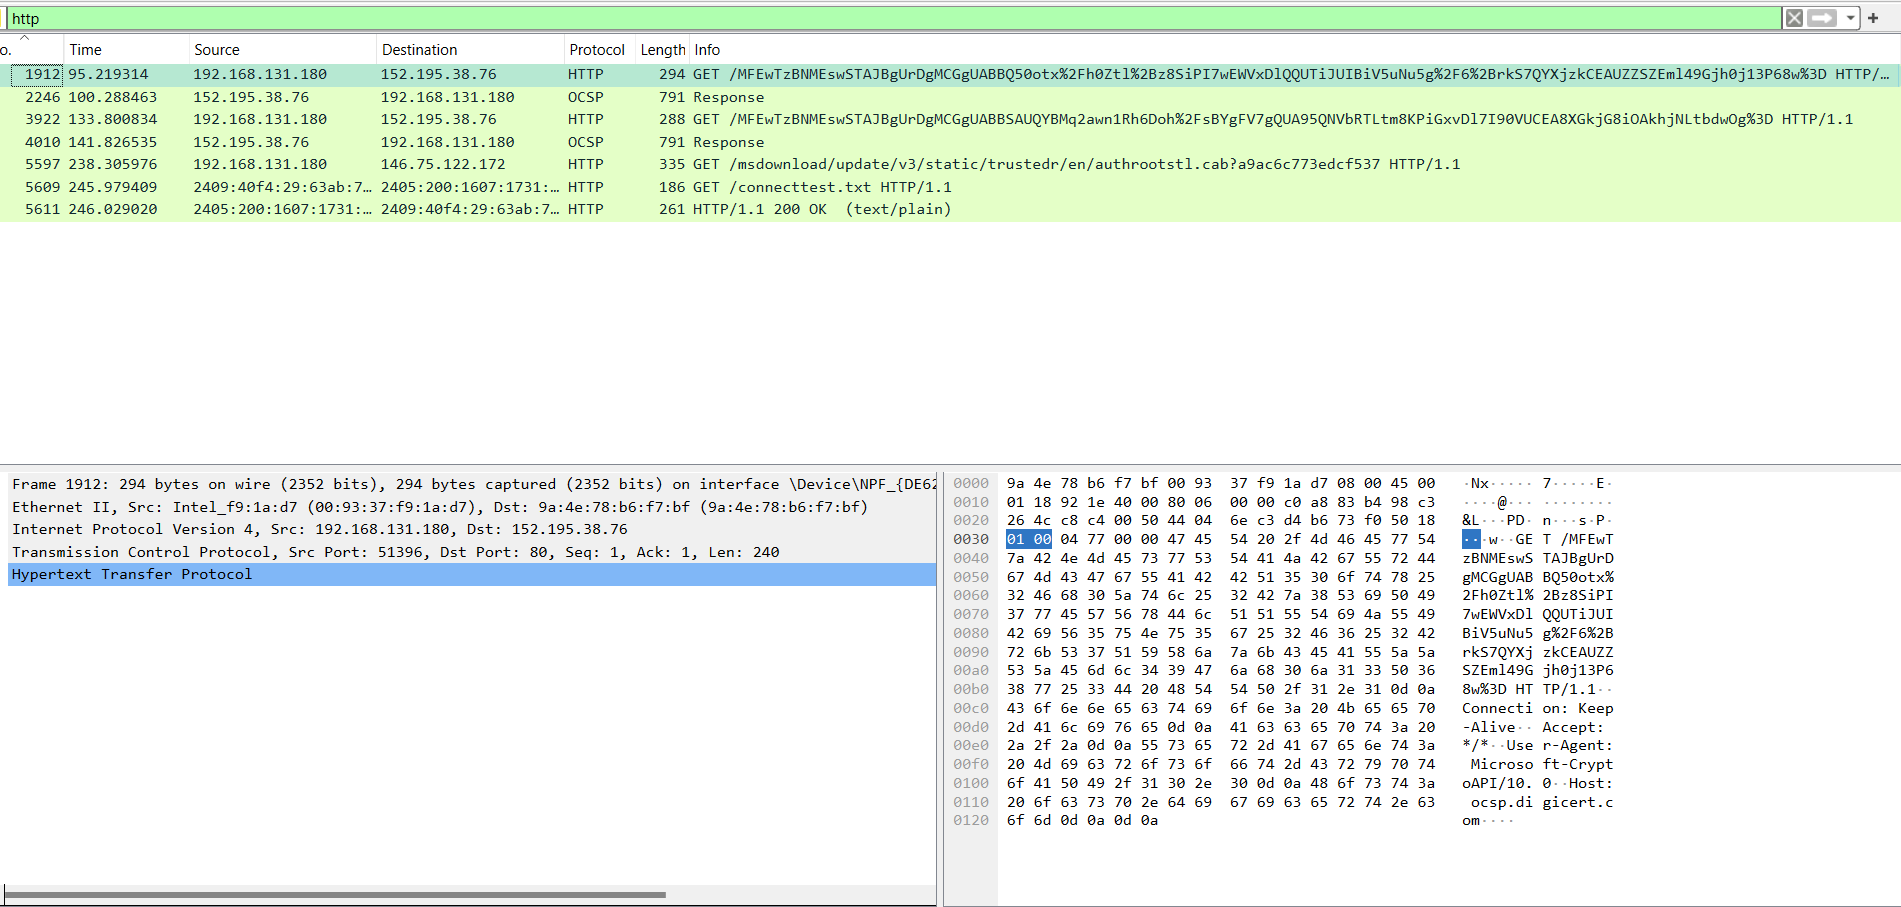 http
o. Time Source Destination Protocol Length Info
1912 95.219314 192.168.131.180 152.195.38.76 HTTP 294 GET /MFEwTzBNMEswSTAJBgUrDgMCGgUABBQ50otx%2Fh0Ztl%2Bz8SiPI7wEWVxDlQQUTiJUIBiV5uNu5g%2F6%2BrkS7QYXjzkCEAUZZSZEml49Gjh0j13P68w%3D HTTP/…
2246 100.288463 152.195.38.76 192.168.131.180 OCSP 791 Response
3922 133.800834 192.168.131.180 152.195.38.76 HTTP 288 GET /MFEwTzBNMEswSTAJBgUrDgMCGgUABBSAUQYBMq2awn1Rh6Doh%2FsBYgFV7gQUA95QNVbRTLtm8KPiGxvDl7I90VUCEA8XGkjG8iOAkhjNLtbdwOg%3D HTTP/1.1
4010 141.826535 152.195.38.76 192.168.131.180 OCSP 791 Response
5597 238.305976 192.168.131.180 146.75.122.172 HTTP 335 GET /msdownload/update/v3/static/trustedr/en/authrootstl.cab?a9ac6c773edcf537 HTTP/1.1
5609 245.979409 2409:40f4:29:63ab:7… 2405:200:1607:1731:… HTTP 186 GET /connecttest.txt HTTP/1.1
5611 246.029020 2405:200:1607:1731:… 2409:40f4:29:63ab:7… HTTP 261 HTTP/1.1 200 OK (text/plain)
Frame 1912: 294 bytes on wire (2352 bits), 294 bytes captured (2352 bits) on interface \Device\NPF_{DE62
Ethernet II, Src: Intel_f9:1a:d7 (00:93:37:f9:1a:d7), Dst: 9a:4e:78:b6:f7:bf (9a:4e:78:b6:f7:bf)
Internet Protocol Version 4, Src: 192.168.131.180, Dst: 152.195.38.76
Transmission Control Protocol, Src Port: 51396, Dst Port: 80, Seq: 1, Ack: 1, Len: 240
Hypertext Transfer Protocol
0000 9a 4e 78 b6 f7 bf 00 93 37 f9 1a d7 08 00 45 00 ·Nx····· 7·····E·
0010 01 18 92 1e 40 00 80 06 00 00 c0 a8 83 b4 98 c3 ····@··· ········
0020 26 4c c8 c4 00 50 44 04 6e c3 d4 b6 73 f0 50 18 &L···PD· n···s·P·
0030 01 00 04 77 00 00 47 45 54 20 2f 4d 46 45 77 54 ···w··GE T /MFEwT
0040 7a 42 4e 4d 45 73 77 53 54 41 4a 42 67 55 72 44 zBNMEswS TAJBgUrD
0050 67 4d 43 47 67 55 41 42 42 51 35 30 6f 74 78 25 gMCGgUAB BQ50otx%
0060 32 46 68 30 5a 74 6c 25 32 42 7a 38 53 69 50 49 2Fh0Ztl% 2Bz8SiPI
0070 37 77 45 57 56 78 44 6c 51 51 55 54 69 4a 55 49 7wEWVxDl QQUTiJUI
0080 42 69 56 35 75 4e 75 35 67 25 32 46 36 25 32 42 BiV5uNu5 g%2F6%2B
0090 72 6b 53 37 51 59 58 6a 7a 6b 43 45 41 55 5a 5a rkS7QYXj zkCEAUZZ
00a0 53 5a 45 6d 6c 34 39 47 6a 68 30 6a 31 33 50 36 SZEml49G jh0j13P6
00b0 38 77 25 33 44 20 48 54 54 50 2f 31 2e 31 0d 0a 8w%3D HT TP/1.1··
00c0 43 6f 6e 6e 65 63 74 69 6f 6e 3a 20 4b 65 65 70 Connecti on: Keep
00d0 2d 41 6c 69 76 65 0d 0a 41 63 63 65 70 74 3a 20 -Alive·· Accept:
00e0 2a 2f 2a 0d 0a 55 73 65 72 2d 41 67 65 6e 74 3a */*··Use r-Agent:
00f0 20 4d 69 63 72 6f 73 6f 66 74 2d 43 72 79 70 74 Microso ft-Crypt
0100 6f 41 50 49 2f 31 30 2e 30 0d 0a 48 6f 73 74 3a oAPI/10. 0··Host:
0110 20 6f 63 73 70 2e 64 69 67 69 63 65 72 74 2e 63 ocsp.di gicert.c
0120 6f 6d 0d 0a 0d 0a om····